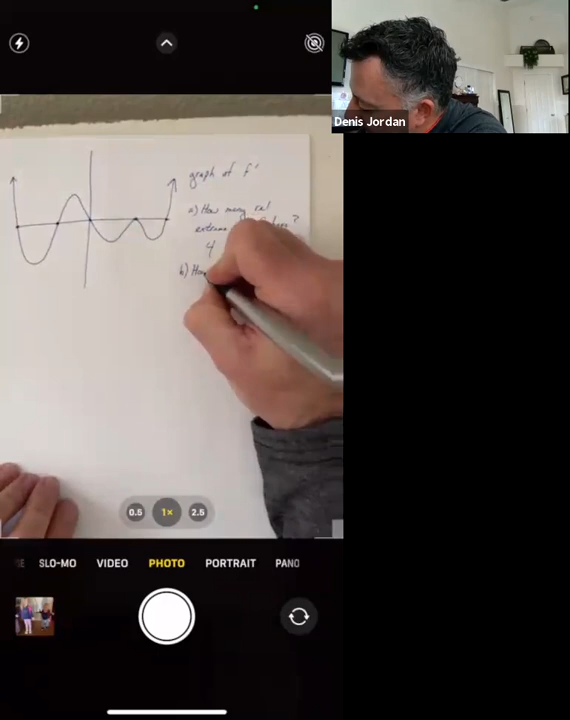 Denis Jordan
graph of f'
a) How many rel
extrema
?
4
b) How
0.5 1× 2.5
SLO-MO VIDEO PHOTO PORTRAIT PANO